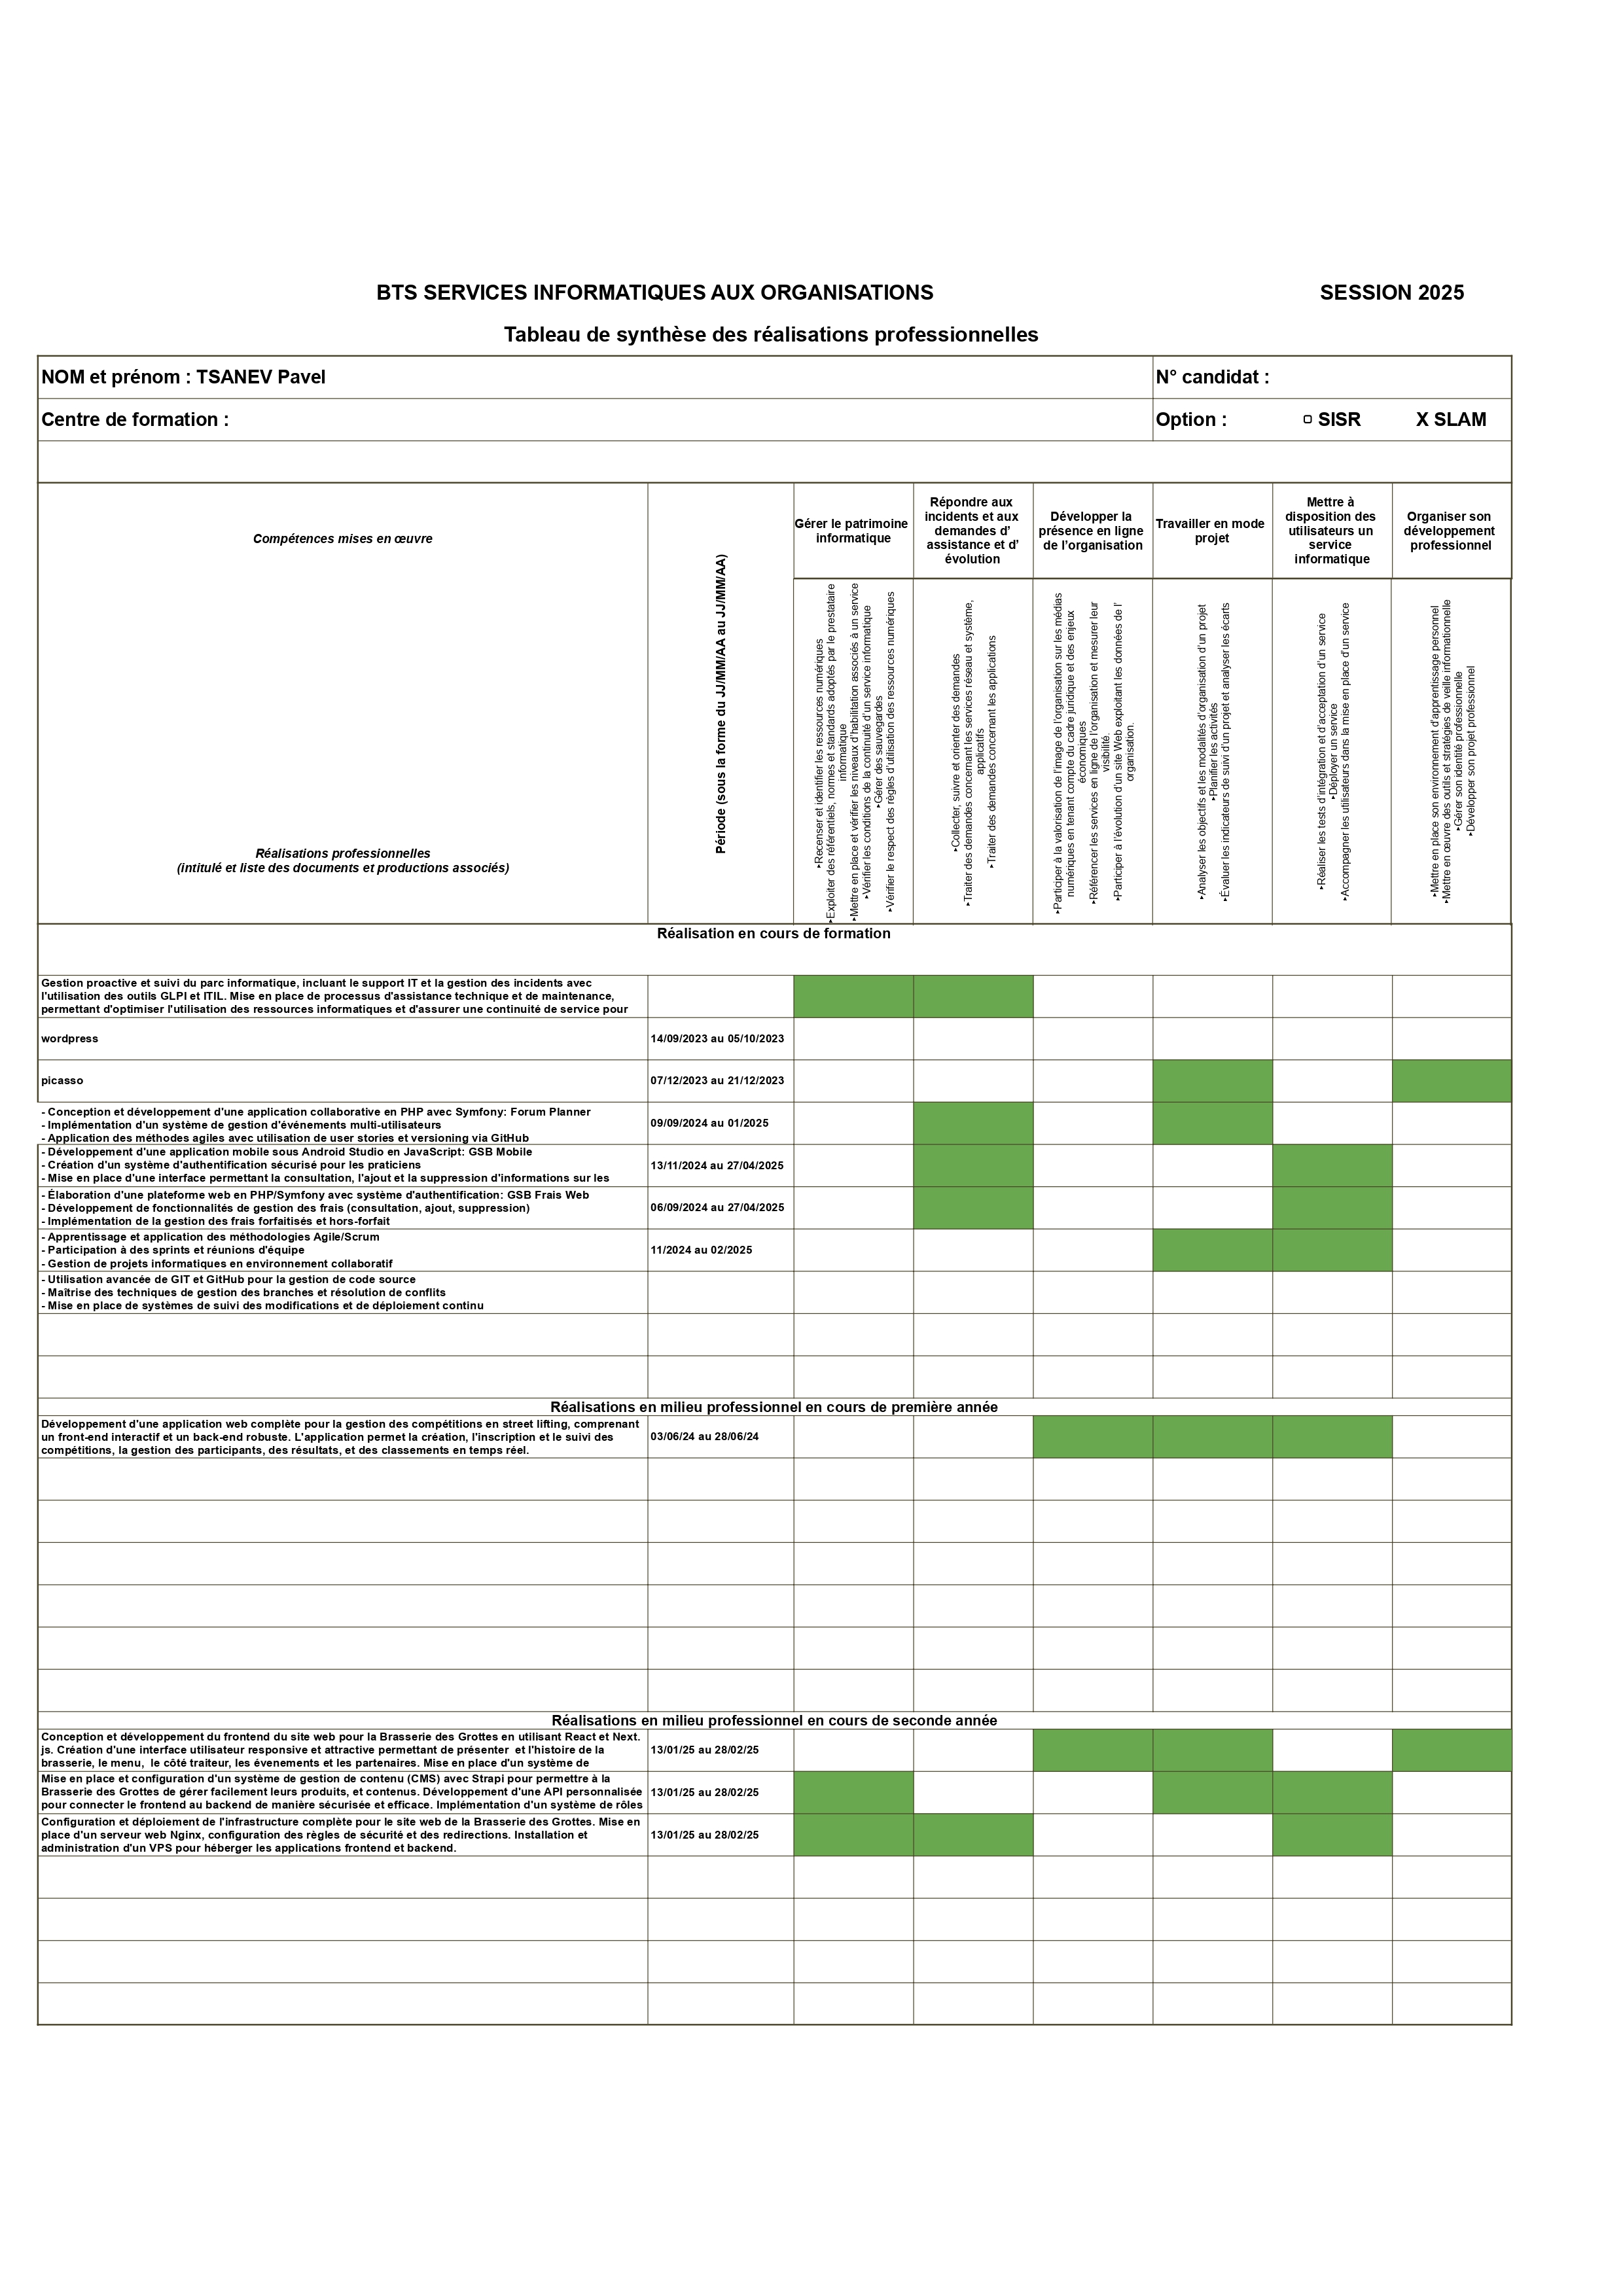 BTS SERVICES INFORMATIQUES AUX ORGANISATIONS
SESSION 2025
Tableau de synthèse des réalisations professionnelles
NOM et prénom : TSANEV Pavel
N° candidat :
Centre de formation :
Option :
SISR
X SLAM
Compétences mises en œuvre
Réalisations professionnelles
(intitulé et liste des documents et productions associés)
Période (sous la forme du JJ/MM/AA au JJ/MM/AA)
Gérer le patrimoine
informatique
Répondre aux
incidents et aux
demandes d’
assistance et d’
évolution
Développer la
présence en ligne
de l’organisation
Travailler en mode
projet
Mettre à
disposition des
utilisateurs un
service
informatique
Organiser son
développement
professionnel
‣Recenser et identifier les ressources numériques
‣Exploiter des référentiels, normes et standards adoptés par le prestataire
informatique
‣Mettre en place et vérifier les niveaux d’habilitation associés à un service
‣Vérifier les conditions de la continuité d’un service informatique
‣Gérer des sauvegardes
‣Vérifier le respect des règles d’utilisation des ressources numériques
‣Collecter, suivre et orienter des demandes
‣Traiter des demandes concernant les services réseau et système,
applicatifs
‣Traiter des demandes concernant les applications
‣Participer à la valorisation de l’image de l’organisation sur les médias
numériques en tenant compte du cadre juridique et des enjeux
économiques
‣Référencer les services en ligne de l’organisation et mesurer leur
visibilité.
‣Participer à l’évolution d’un site Web exploitant les données de l’
organisation.
‣Analyser les objectifs et les modalités d’organisation d’un projet
‣Planifier les activités
‣Évaluer les indicateurs de suivi d’un projet et analyser les écarts
‣Réaliser les tests d’intégration et d’acceptation d’un service
‣Déployer un service
‣Accompagner les utilisateurs dans la mise en place d’un service
‣Mettre en place son environnement d’apprentissage personnel
‣Mettre en œuvre des outils et stratégies de veille informationnelle
‣Gérer son identité professionnelle
‣Développer son projet professionnel
Réalisation en cours de formation
Gestion proactive et suivi du parc informatique, incluant le support IT et la gestion des incidents avec
l'utilisation des outils GLPI et ITIL. Mise en place de processus d'assistance technique et de maintenance,
permettant d'optimiser l'utilisation des ressources informatiques et d'assurer une continuité de service pour
wordpress
14/09/2023 au 05/10/2023
picasso
07/12/2023 au 21/12/2023
- Conception et développement d'une application collaborative en PHP avec Symfony: Forum Planner
- Implémentation d'un système de gestion d'événements multi-utilisateurs
- Application des méthodes agiles avec utilisation de user stories et versioning via GitHub
09/09/2024 au 01/2025
- Développement d'une application mobile sous Android Studio en JavaScript: GSB Mobile
- Création d'un système d'authentification sécurisé pour les praticiens
- Mise en place d'une interface permettant la consultation, l'ajout et la suppression d'informations sur les
13/11/2024 au 27/04/2025
- Élaboration d'une plateforme web en PHP/Symfony avec système d'authentification: GSB Frais Web
- Développement de fonctionnalités de gestion des frais (consultation, ajout, suppression)
- Implémentation de la gestion des frais forfaitisés et hors-forfait
06/09/2024 au 27/04/2025
- Apprentissage et application des méthodologies Agile/Scrum
- Participation à des sprints et réunions d'équipe
- Gestion de projets informatiques en environnement collaboratif
11/2024 au 02/2025
- Utilisation avancée de GIT et GitHub pour la gestion de code source
- Maîtrise des techniques de gestion des branches et résolution de conflits
- Mise en place de systèmes de suivi des modifications et de déploiement continu
Réalisations en milieu professionnel en cours de première année
Développement d'une application web complète pour la gestion des compétitions en street lifting, comprenant
un front-end interactif et un back-end robuste. L'application permet la création, l'inscription et le suivi des
compétitions, la gestion des participants, des résultats, et des classements en temps réel.
03/06/24 au 28/06/24
Réalisations en milieu professionnel en cours de seconde année
Conception et développement du frontend du site web pour la Brasserie des Grottes en utilisant React et Next.
js. Création d'une interface utilisateur responsive et attractive permettant de présenter et l'histoire de la
brasserie, le menu, le côté traiteur, les évenements et les partenaires. Mise en place d'un système de
13/01/25 au 28/02/25
Mise en place et configuration d'un système de gestion de contenu (CMS) avec Strapi pour permettre à la
Brasserie des Grottes de gérer facilement leurs produits, et contenus. Développement d'une API personnalisée
pour connecter le frontend au backend de manière sécurisée et efficace. Implémentation d'un système de rôles
13/01/25 au 28/02/25
Configuration et déploiement de l'infrastructure complète pour le site web de la Brasserie des Grottes. Mise en
place d'un serveur web Nginx, configuration des règles de sécurité et des redirections. Installation et
administration d'un VPS pour héberger les applications frontend et backend.
13/01/25 au 28/02/25